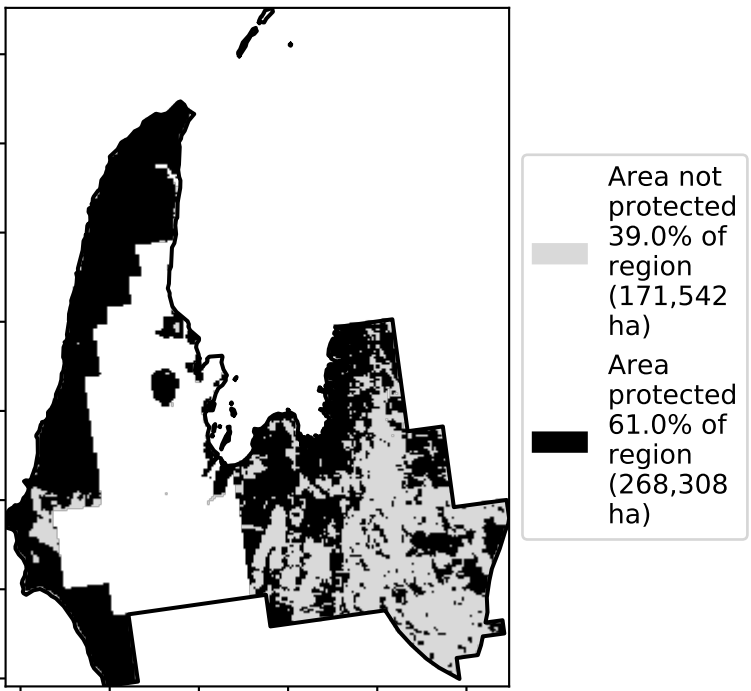 Area not
protected
39.0% of
region
(171,542
ha)
Area
protected
61.0% of
region
(268,308
ha)